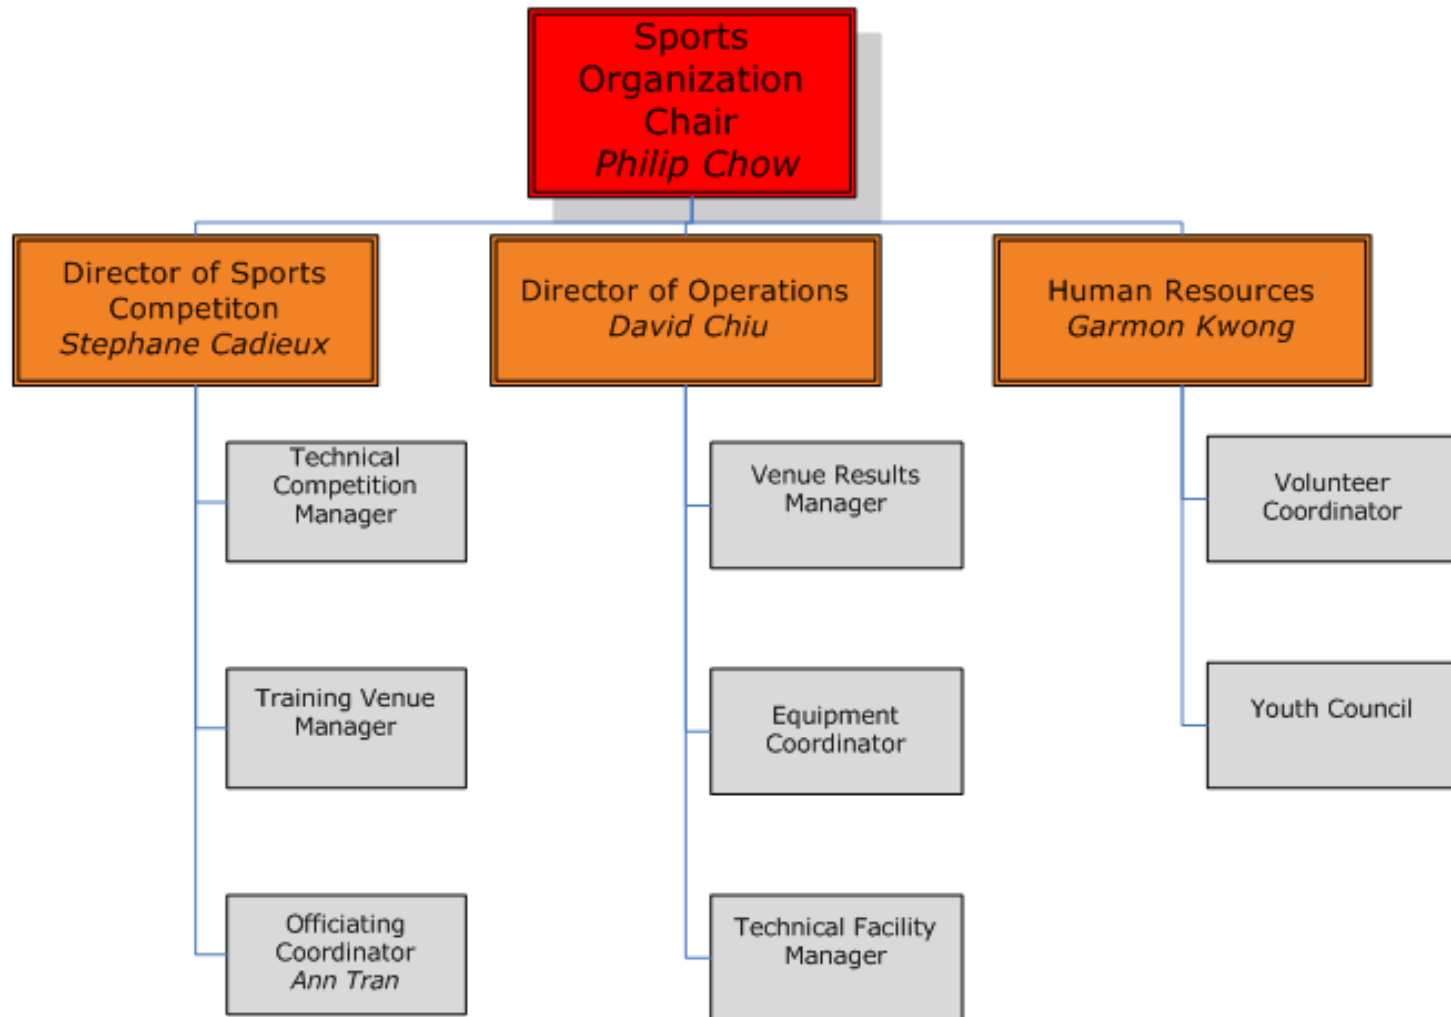 Sports
Organization
Chair
Philip Chow
Director of Sports
Competiton
Stephane Cadieux
Director of Operations
David Chiu
Human Resources
Garmon Kwong
Technical
Competition
Manager
Venue Results
Manager
Volunteer
Coordinator
Training Venue
Manager
Equipment
Coordinator
Youth Council
Officiating
Coordinator
Ann Tran
Technical Facility
Manager